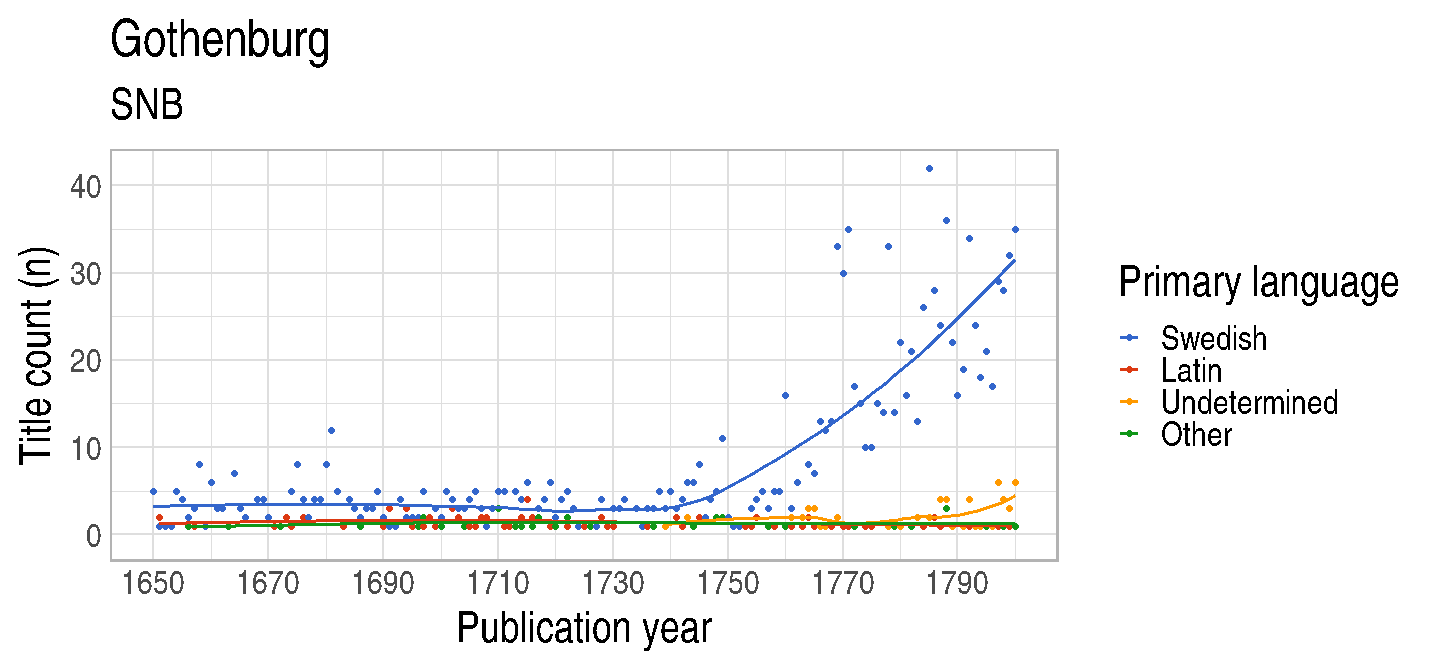 Gothenburg
SNB
Title count (n)
40
30
20
10
0
1650 1670 1690 1710 1730 1750 1770 1790
Publication year
Primary language
Swedish
Latin
Undetermined
Other